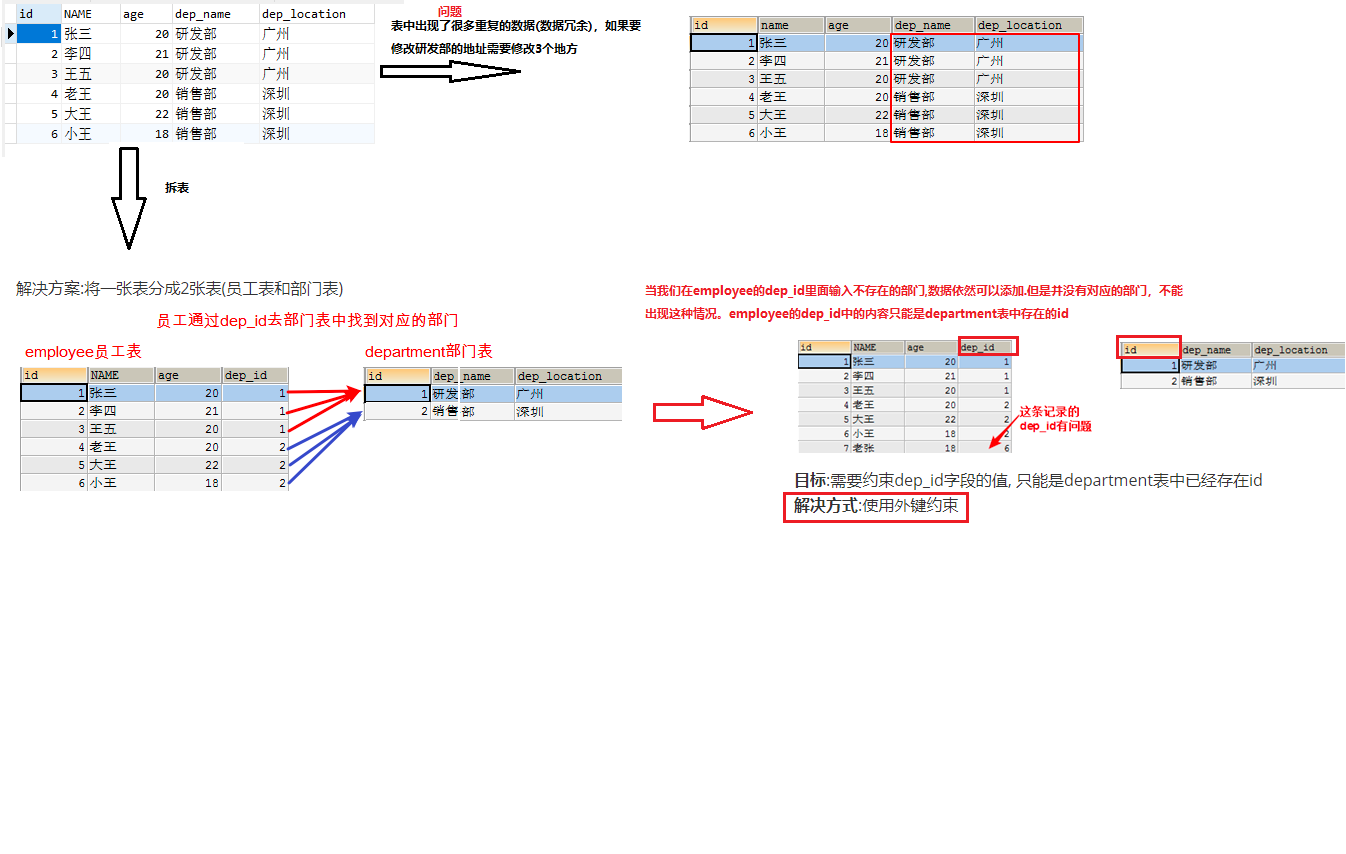 id NAME age dep_name dep_location
1 张三 20 研发部 广州
2 李四 21 研发部 广州
3 王五 20 研发部 广州
4 老王 20 销售部 深圳
5 大王 22 销售部 深圳
6 小王 18 销售部 深圳
问题
表中出现了很多重复的数据(数据冗余)，如果要
修改研发部的地址需要修改3个地方
id name age dep_name dep_location
1 张三 20 研发部 广州
2 李四 21 研发部 广州
3 王五 20 研发部 广州
4 老王 20 销售部 深圳
5 大王 22 销售部 深圳
6 小王 18 销售部 深圳
拆表
解决方案:将一张表分成2张表(员工表和部门表)
员工通过dep_id去部门表中找到对应的部门
employee员工表
id NAME age dep_id
1 张三 20 1
2 李四 21 1
3 王五 20 1
4 老王 20 2
5 大王 22 2
6 小王 18 2
department部门表
id dep_name dep_location
1 研发部 广州
2 销售部 深圳
当我们在employee的dep_id里面输入不存在的部门,数据依然可以添加.但是并没有对应的部门，不能
出现这种情况。employee的dep_id中的内容只能是department表中存在的id
id NAME age dep_id
1 张三 20 1
2 李四 21 1
3 王五 20 1
4 老王 20 2
5 大王 22 2
6 小王 18 2
7 老张 18 6
这条记录的
dep_id有问题
id dep_name dep_location
1 研发部 广州
2 销售部 深圳
目标:需要约束dep_id字段的值, 只能是department表中已经存在id
解决方式:使用外键约束